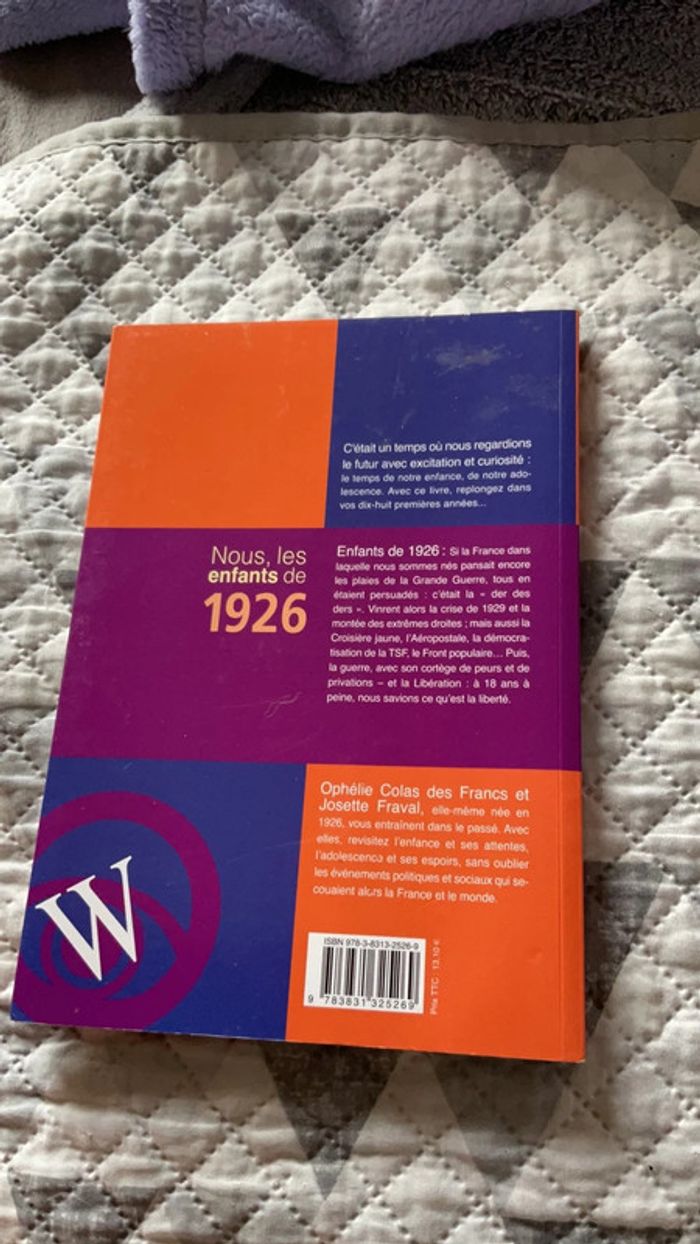 C'était un temps où nous regardions
le futur avec excitation et curiosité :
le temps de notre enfance, de notre ado-
lescence. Avec ce livre, replongez dans
vos dix-huit premières années...
Nous, les
enfants de
1926
Enfants de 1926 : Si la France dans
laquelle nous sommes nés pansait encore
les plaies de la Grande Guerre, tous en
étaient persuadés : c'était la « der des
ders ». Vinrent alors la crise de 1929 et la
montée des extrêmes droites ; mais aussi la
Croisière jaune, l'Aéropostale, la démocra-
tisation de la TSF, le Front populaire... Puis,
la guerre, avec son cortège de peurs et de
privations – et la Libération : à 18 ans à
peine, nous savions ce qu'est la liberté.
Ophélie Colas des Francs et
Josette Fraval, elle-même née en
1926, vous entraînent dans le passé. Avec
elles, revisitez l'enfance et ses attentes,
l'adolescence et ses espoirs, sans oublier
les événements politiques et sociaux qui se-
couaient alors la France et le monde.
W
ISBN 978-3-8313-2526-9
9 783831 325269
Prix TTC : 13,10 €